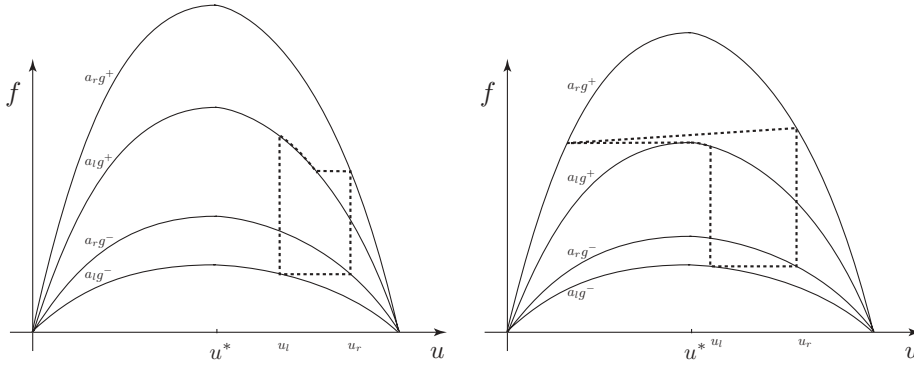 f
a_r g^+
a_l g^+
a_r g^-
a_l g^-
u^*
u_l
u_r
u
f
a_r g^+
a_l g^+
a_r g^-
a_l g^-
u^*
u_l
u_r
u